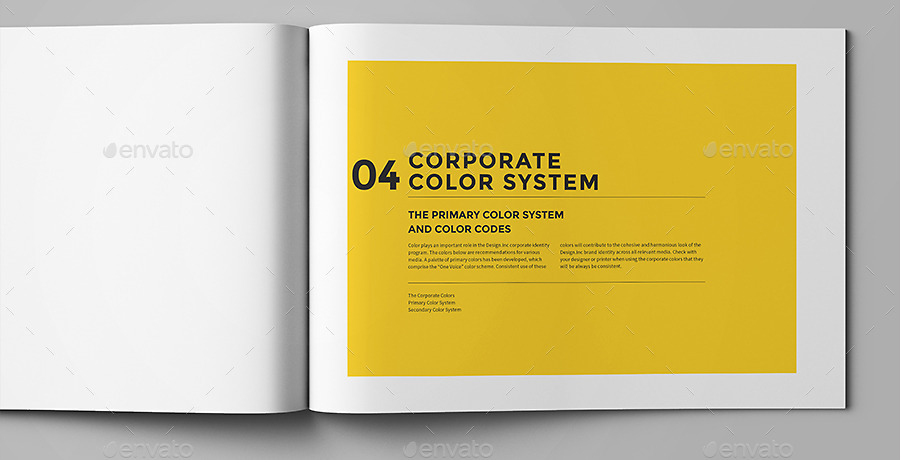 04
CORPORATE
COLOR SYSTEM
THE PRIMARY COLOR SYSTEM
AND COLOR CODES
Color plays an important role in the Design.Inc corporate identity
program. The colors below are recommendations for various
media. A palette of primary colors has been developed, which
comprise the "One Voice" color scheme. Consistent use of these
colors will contribute to the cohesive and harmonious look of the
Design.Inc brand identity across all relevant media. Check with
your designer or printer when using the corporate colors that they
will be always be consistent.
The Corporate Colors
Primary Color System
Secondary Color System
envato
envato
envato
envato
envato
envato
envato
envato
envato